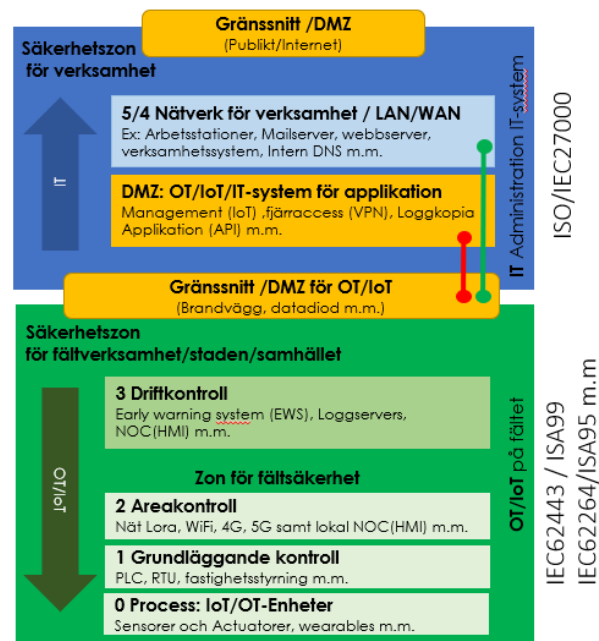 Gränssnitt /DMZ
(Publikt/Internet)
Säkerhetszon
för verksamhet
5/4 Nätverk för verksamhet / LAN/WAN
Ex: Arbetsstationer, Mailserver, webbserver,
verksamhetssystem, Intern DNS m.m.
IT
DMZ: OT/IoT/IT-system för applikation
Management (IoT) ,fjärraccess (VPN), Loggkopia
Applikation (API) m.m.
IT Administration IT-system
ISO/IEC27000
Gränssnitt /DMZ för OT/IoT
(Brandvägg, datadiod m.m.)
Säkerhetszon
för fältverksamhet/staden/samhället
3 Driftkontroll
Early warning system (EWS), Loggservers,
NOC(HMI) m.m.
OT/IoT
Zon för fältsäkerhet
2 Areakontroll
Nät Lora, WiFi, 4G, 5G samt lokal NOC(HMI) m.m.
1 Grundläggande kontroll
PLC, RTU, fastighetsstyrning m.m.
0 Process: IoT/OT-Enheter
Sensorer och Actuatorer, wearables m.m.
OT/IoT på fältet
IEC62443 / ISA99
IEC62264/ISA95 m.m